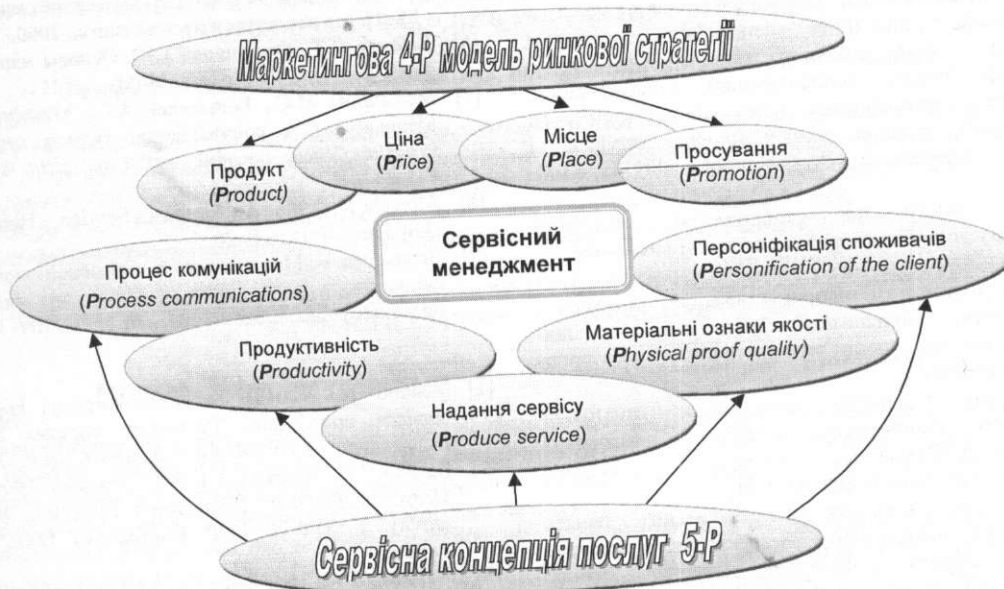 Маркетингова 4-Р модель ринкової стратегії
Продукт
(Product)
Ціна
(Price)
Місце
(Place)
Просування
(Promotion)
Сервісний
менеджмент
Процес комунікацій
(Process communications)
Персоніфікація споживачів
(Personification of the client)
Продуктивність
(Productivity)
Матеріальні ознаки якості
(Physical proof quality)
Надання сервісу
(Produce service)
Сервісна концепція послуг 5-Р